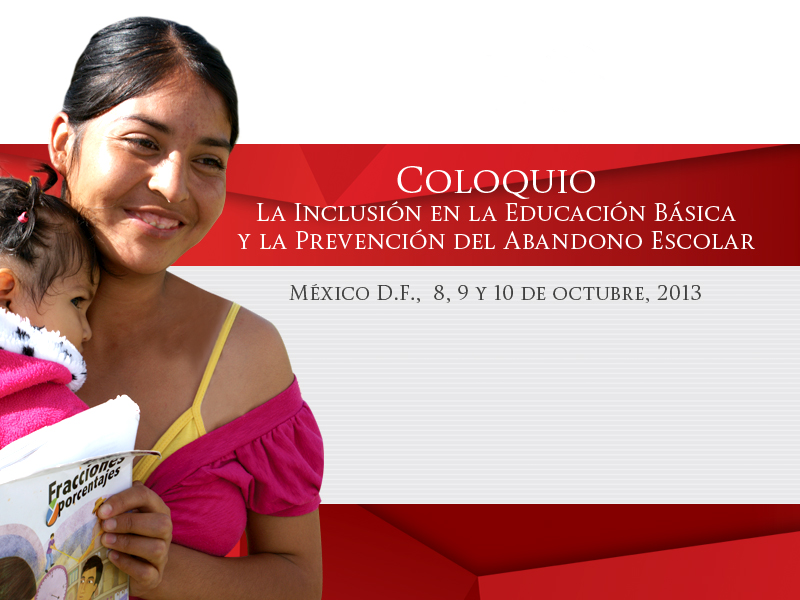 Coloquio
La Inclusión en la Educación Básica
y la Prevención del Abandono Escolar
México D.F., 8, 9 y 10 de octubre, 2013
Fracciones
y porcentajes